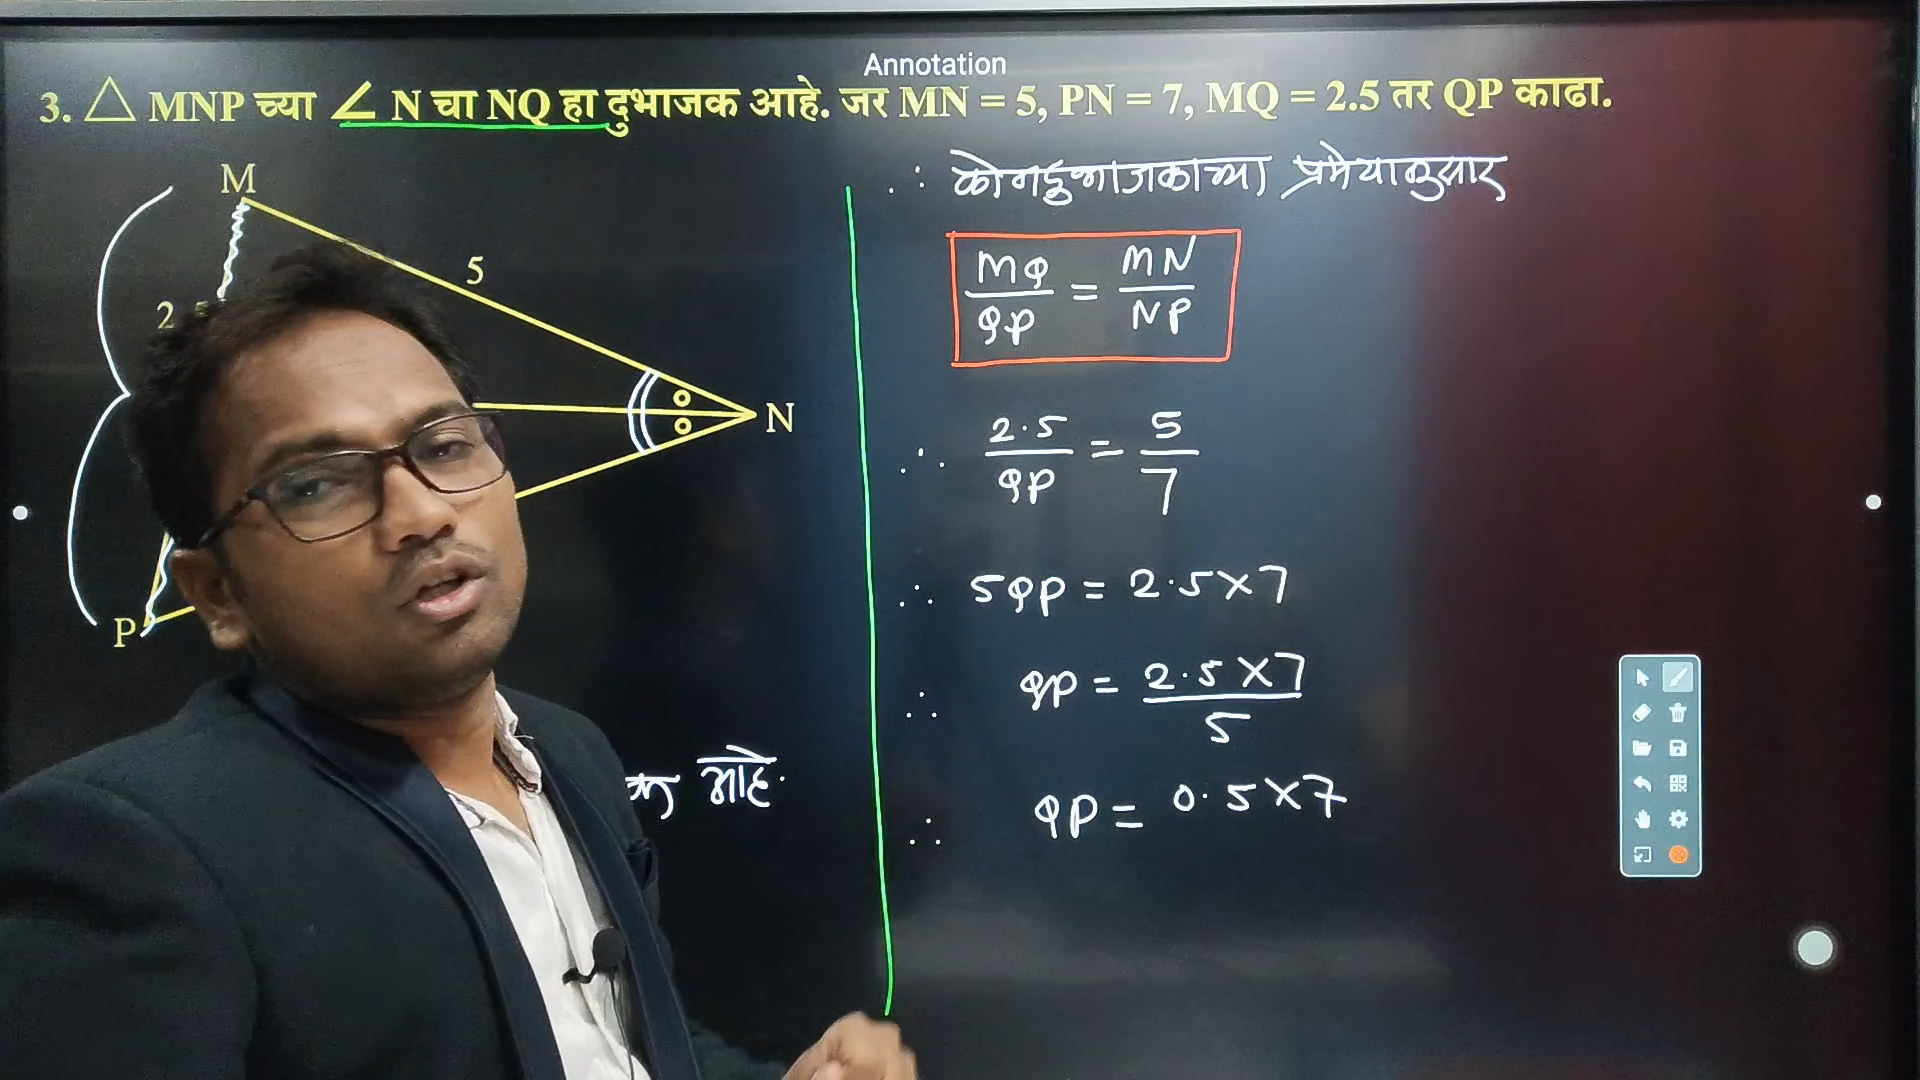 Annotation
3. △ MNP च्या ∠ N चा NQ हा दुभाजक आहे. जर MN = 5, PN = 7, MQ = 2.5 तर QP काढा.
M
5
2.5
N
P
आहे.
∴ कोनदुभाजकाच्या प्रमेयानुसार
MQ/QP = MN/NP
∴ 2.5/QP = 5/7
∴ 5QP = 2.5×7
∴ QP = 2.5×7/5
∴ QP = 0.5×7